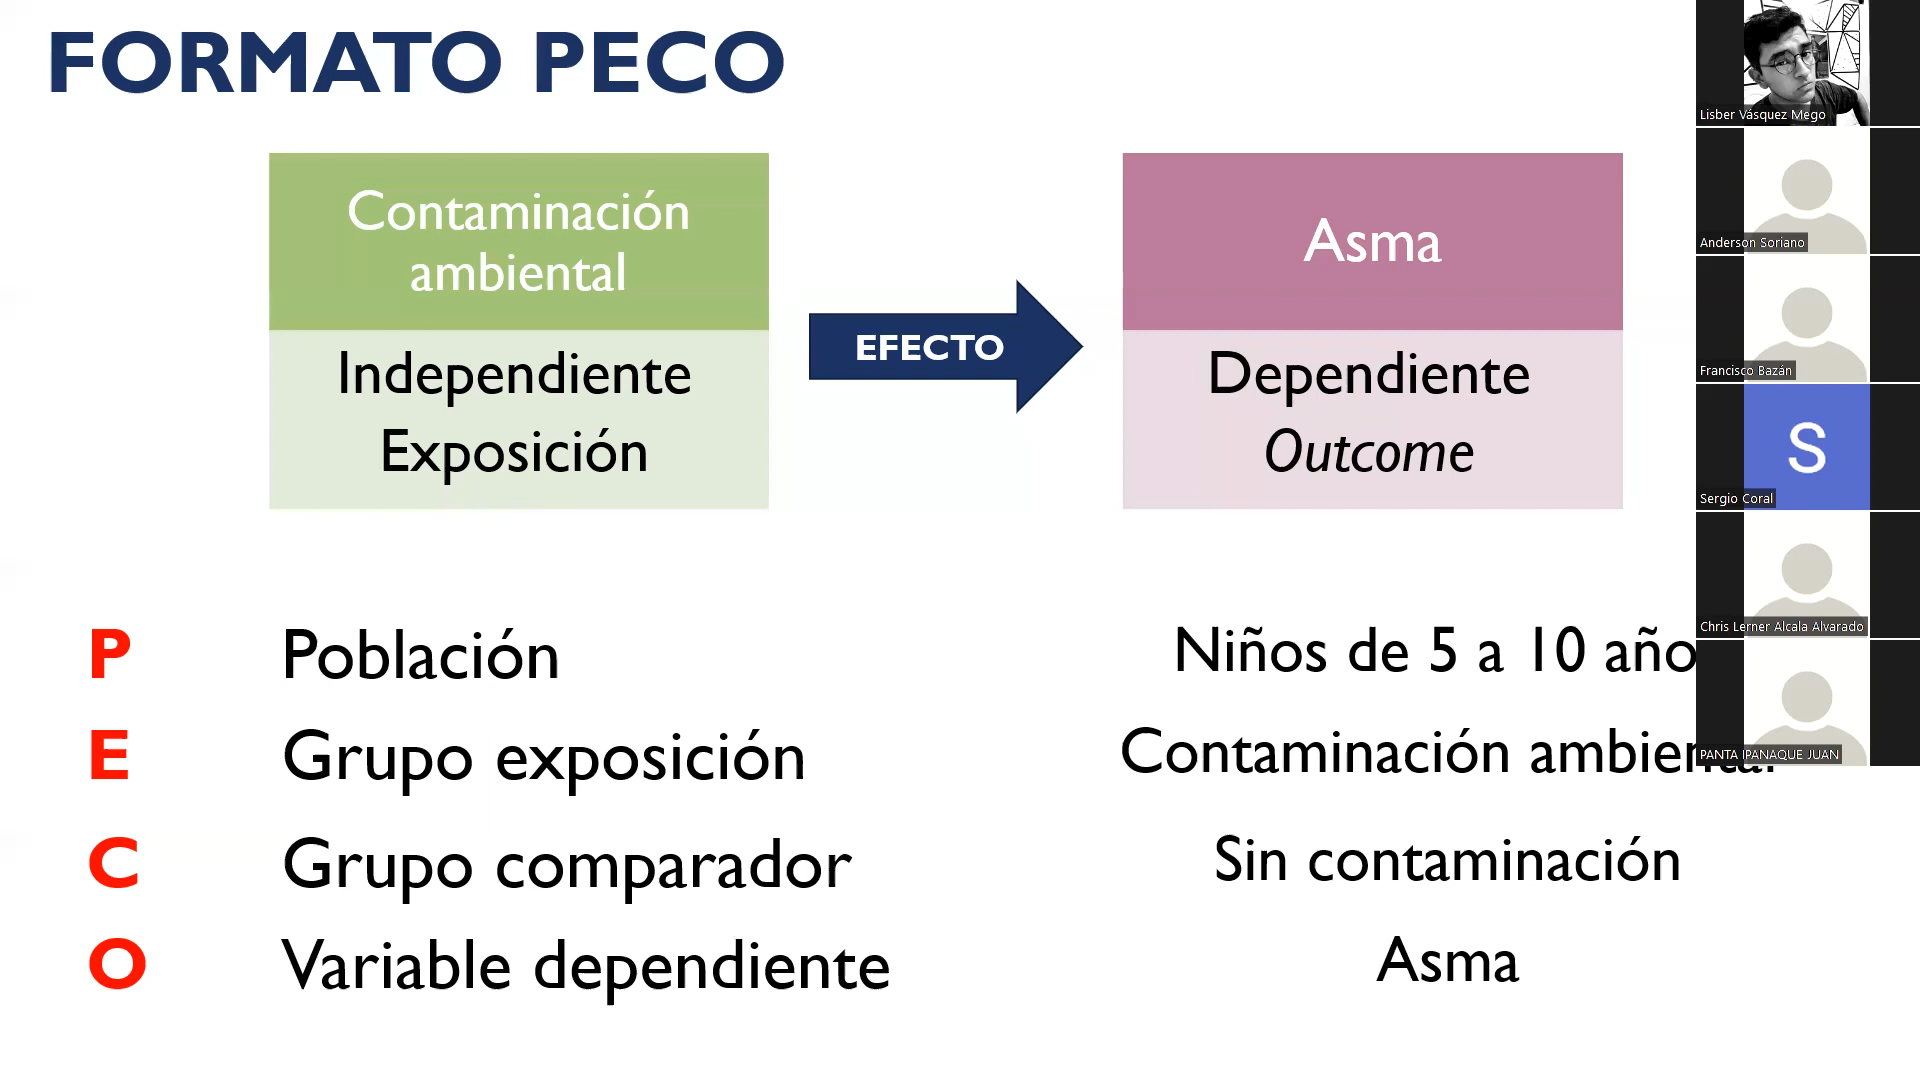 FORMATO PECO
Contaminación
ambiental
Independiente
Exposición
EFECTO
Asma
Dependiente
Outcome
P Población Niños de 5 a 10 año
E Grupo exposición Contaminación ambiental
C Grupo comparador Sin contaminación
O Variable dependiente Asma
Lisber Vásquez Mego
Anderson Soriano
Francisco Bazán
S
Sergio Coral
Chris Lerner Alcala Alvarado
PANTA IPANAQUE JUAN